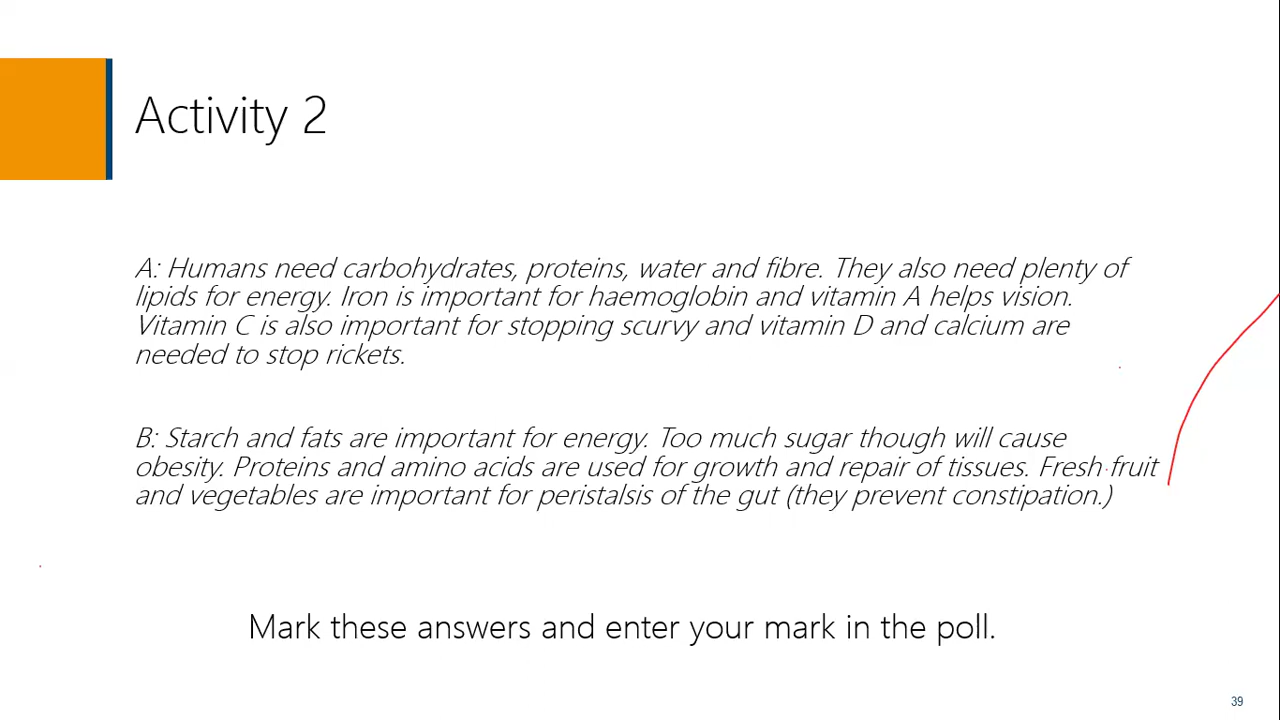 Activity 2
A: Humans need carbohydrates, proteins, water and fibre. They also need plenty of
lipids for energy. Iron is important for haemoglobin and vitamin A helps vision.
Vitamin C is also important for stopping scurvy and vitamin D and calcium are
needed to stop rickets.
B: Starch and fats are important for energy. Too much sugar though will cause
obesity. Proteins and amino acids are used for growth and repair of tissues. Fresh fruit
and vegetables are important for peristalsis of the gut (they prevent constipation.)
Mark these answers and enter your mark in the poll.
39